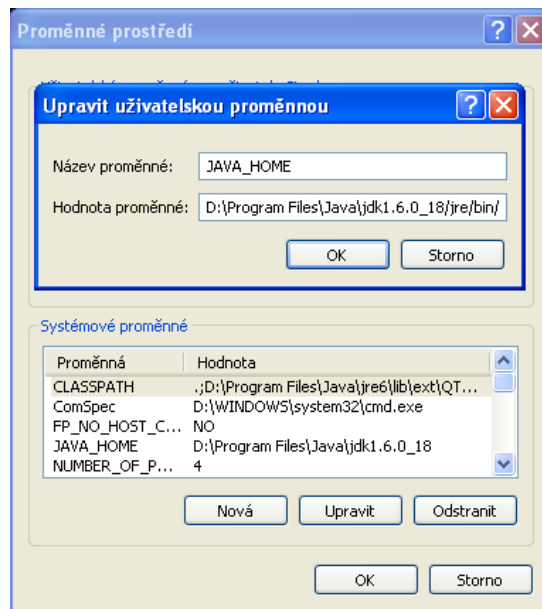 Proměnné prostředí
Upravit uživatelskou proměnnou
Název proměnné: JAVA_HOME
Hodnota proměnné: D:\Program Files\Java\jdk1.6.0_18/jre/bin/
OK Storno
Systémové proměnné
Proměnná Hodnota
CLASSPATH .;D:\Program Files\Java\jre6\lib\ext\QT...
ComSpec D:\WINDOWS\system32\cmd.exe
FP_NO_HOST_C... NO
JAVA_HOME D:\Program Files\Java\jdk1.6.0_18
NUMBER_OF_P... 4
Nová Upravit Odstranit
OK Storno